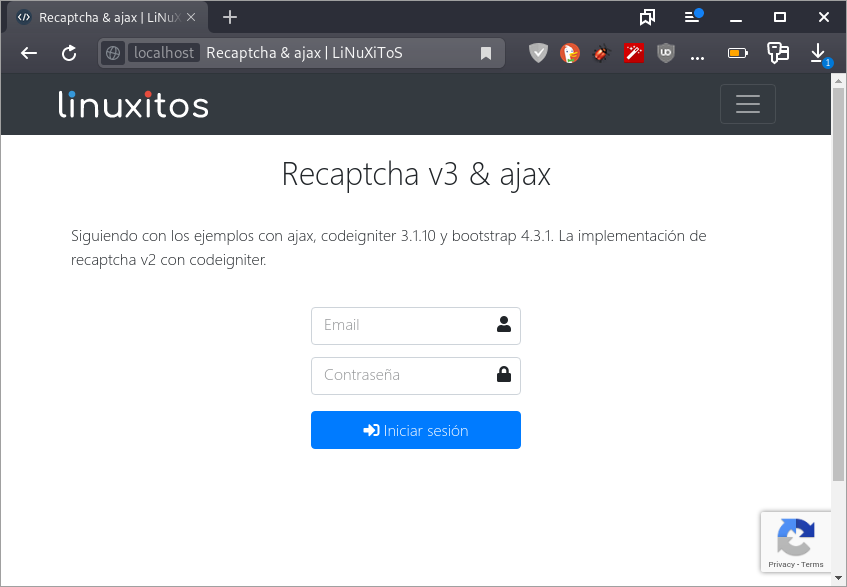 Recaptcha & ajax | LiNuX
localhost Recaptcha & ajax | LiNuXiToS
UD
1
linuxitos
Recaptcha v3 & ajax
Siguiendo con los ejemplos con ajax, codeigniter 3.1.10 y bootstrap 4.3.1. La implementación de
recaptcha v2 con codeigniter.
Email
Contraseña
Iniciar sesión
Privacy - Terms